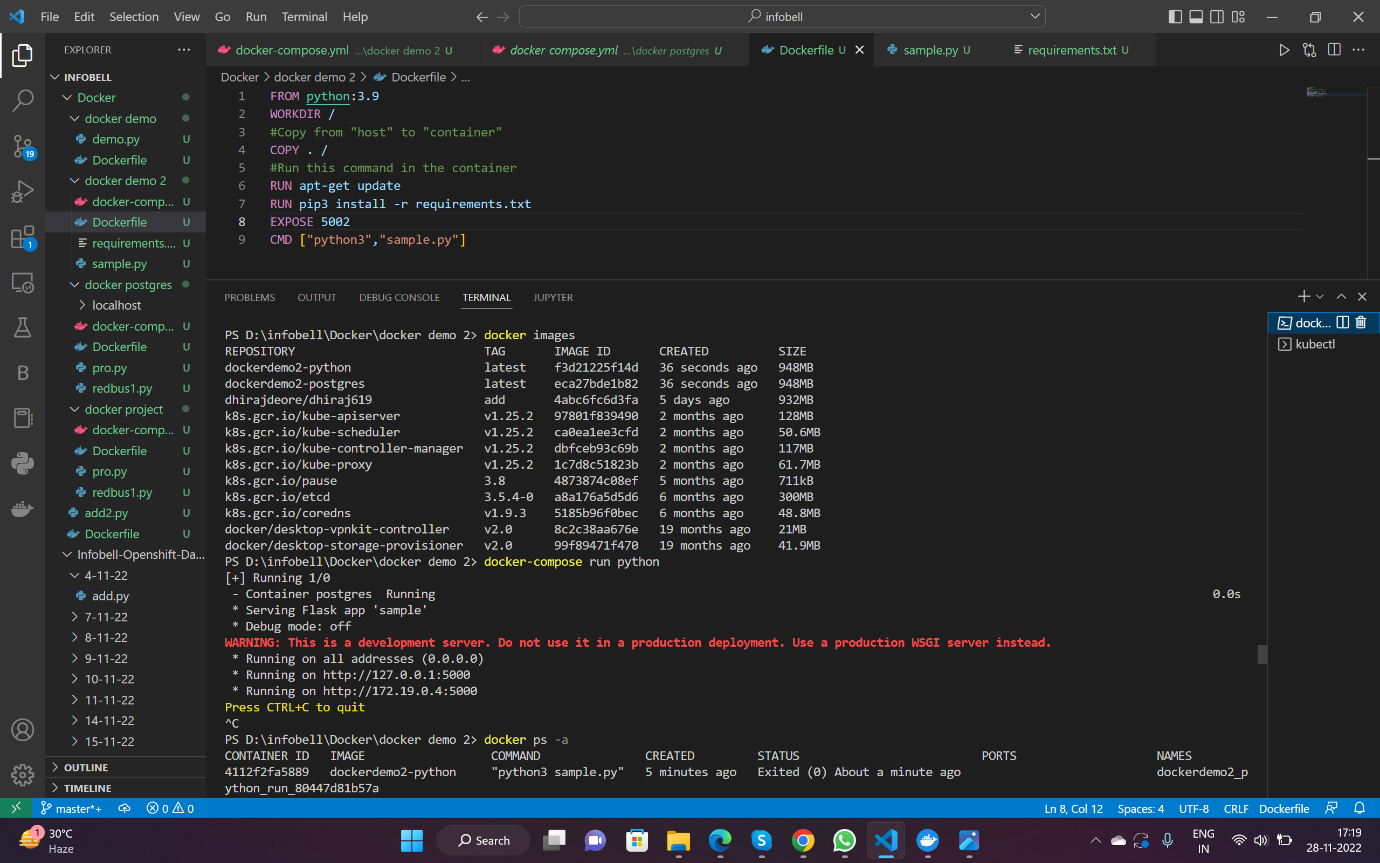 File Edit Selection View Go Run Terminal Help
infobell
EXPLORER
docker-compose.yml ...\docker demo 2 U
docker compose.yml ...\docker postgres U
Dockerfile U
sample.py U
requirements.txt U
INFOBELL
Docker
docker demo
demo.py U
Dockerfile U
docker demo 2
docker-comp... U
Dockerfile U
requirements.... U
sample.py U
docker postgres
localhost
docker-comp... U
Dockerfile U
pro.py U
redbus1.py U
docker project
docker-comp... U
Dockerfile U
pro.py U
redbus1.py U
add2.py U
Dockerfile U
Infobell-Openshift-Da...
4-11-22
add.py
7-11-22
8-11-22
9-11-22
10-11-22
11-11-22
14-11-22
15-11-22
OUTLINE
TIMELINE
19
1
B
Docker > docker demo 2 > Dockerfile > ...
1 FROM python:3.9
2 WORKDIR /
3 #Copy from "host" to "container"
4 COPY . /
5 #Run this command in the container
6 RUN apt-get update
7 RUN pip3 install -r requirements.txt
8 EXPOSE 5002
9 CMD ["python3","sample.py"]
PROBLEMS OUTPUT DEBUG CONSOLE TERMINAL JUPYTER
dock...
kubectl
PS D:\infobell\Docker\docker demo 2> docker images
REPOSITORY TAG IMAGE ID CREATED SIZE
dockerdemo2-python latest f3d21225f14d 36 seconds ago 948MB
dockerdemo2-postgres latest eca27bde1b82 36 seconds ago 948MB
dhirajdeore/dhiraj619 add 4abc6fc6d3fa 5 days ago 932MB
k8s.gcr.io/kube-apiserver v1.25.2 97801f839490 2 months ago 128MB
k8s.gcr.io/kube-scheduler v1.25.2 ca0ea1ee3cfd 2 months ago 50.6MB
k8s.gcr.io/kube-controller-manager v1.25.2 dbfceb93c69b 2 months ago 117MB
k8s.gcr.io/kube-proxy v1.25.2 1c7d8c51823b 2 months ago 61.7MB
k8s.gcr.io/pause 3.8 4873874c08ef 5 months ago 711kB
k8s.gcr.io/etcd 3.5.4-0 a8a176a5d5d6 6 months ago 300MB
k8s.gcr.io/coredns v1.9.3 5185b96f0bec 6 months ago 48.8MB
docker/desktop-vpnkit-controller v2.0 8c2c38aa676e 19 months ago 21MB
docker/desktop-storage-provisioner v2.0 99f89471f470 19 months ago 41.9MB
PS D:\infobell\Docker\docker demo 2> docker-compose run python
[+] Running 1/0
- Container postgres Running 0.0s
* Serving Flask app 'sample'
* Debug mode: off
WARNING: This is a development server. Do not use it in a production deployment. Use a production WSGI server instead.
* Running on all addresses (0.0.0.0)
* Running on http://127.0.0.1:5000
* Running on http://172.19.0.4:5000
Press CTRL+C to quit
^C
PS D:\infobell\Docker\docker demo 2> docker ps -a
CONTAINER ID IMAGE COMMAND CREATED STATUS PORTS NAMES
4112f2fa5889 dockerdemo2-python "python3 sample.py" 5 minutes ago Exited (0) About a minute ago dockerdemo2_p
ython_run_80447d81b57a
master*+ 0 0 Ln 8, Col 12 Spaces: 4 UTF-8 CRLF Dockerfile
1
30°C
Haze
Search
ENG
IN
17:19
28-11-2022